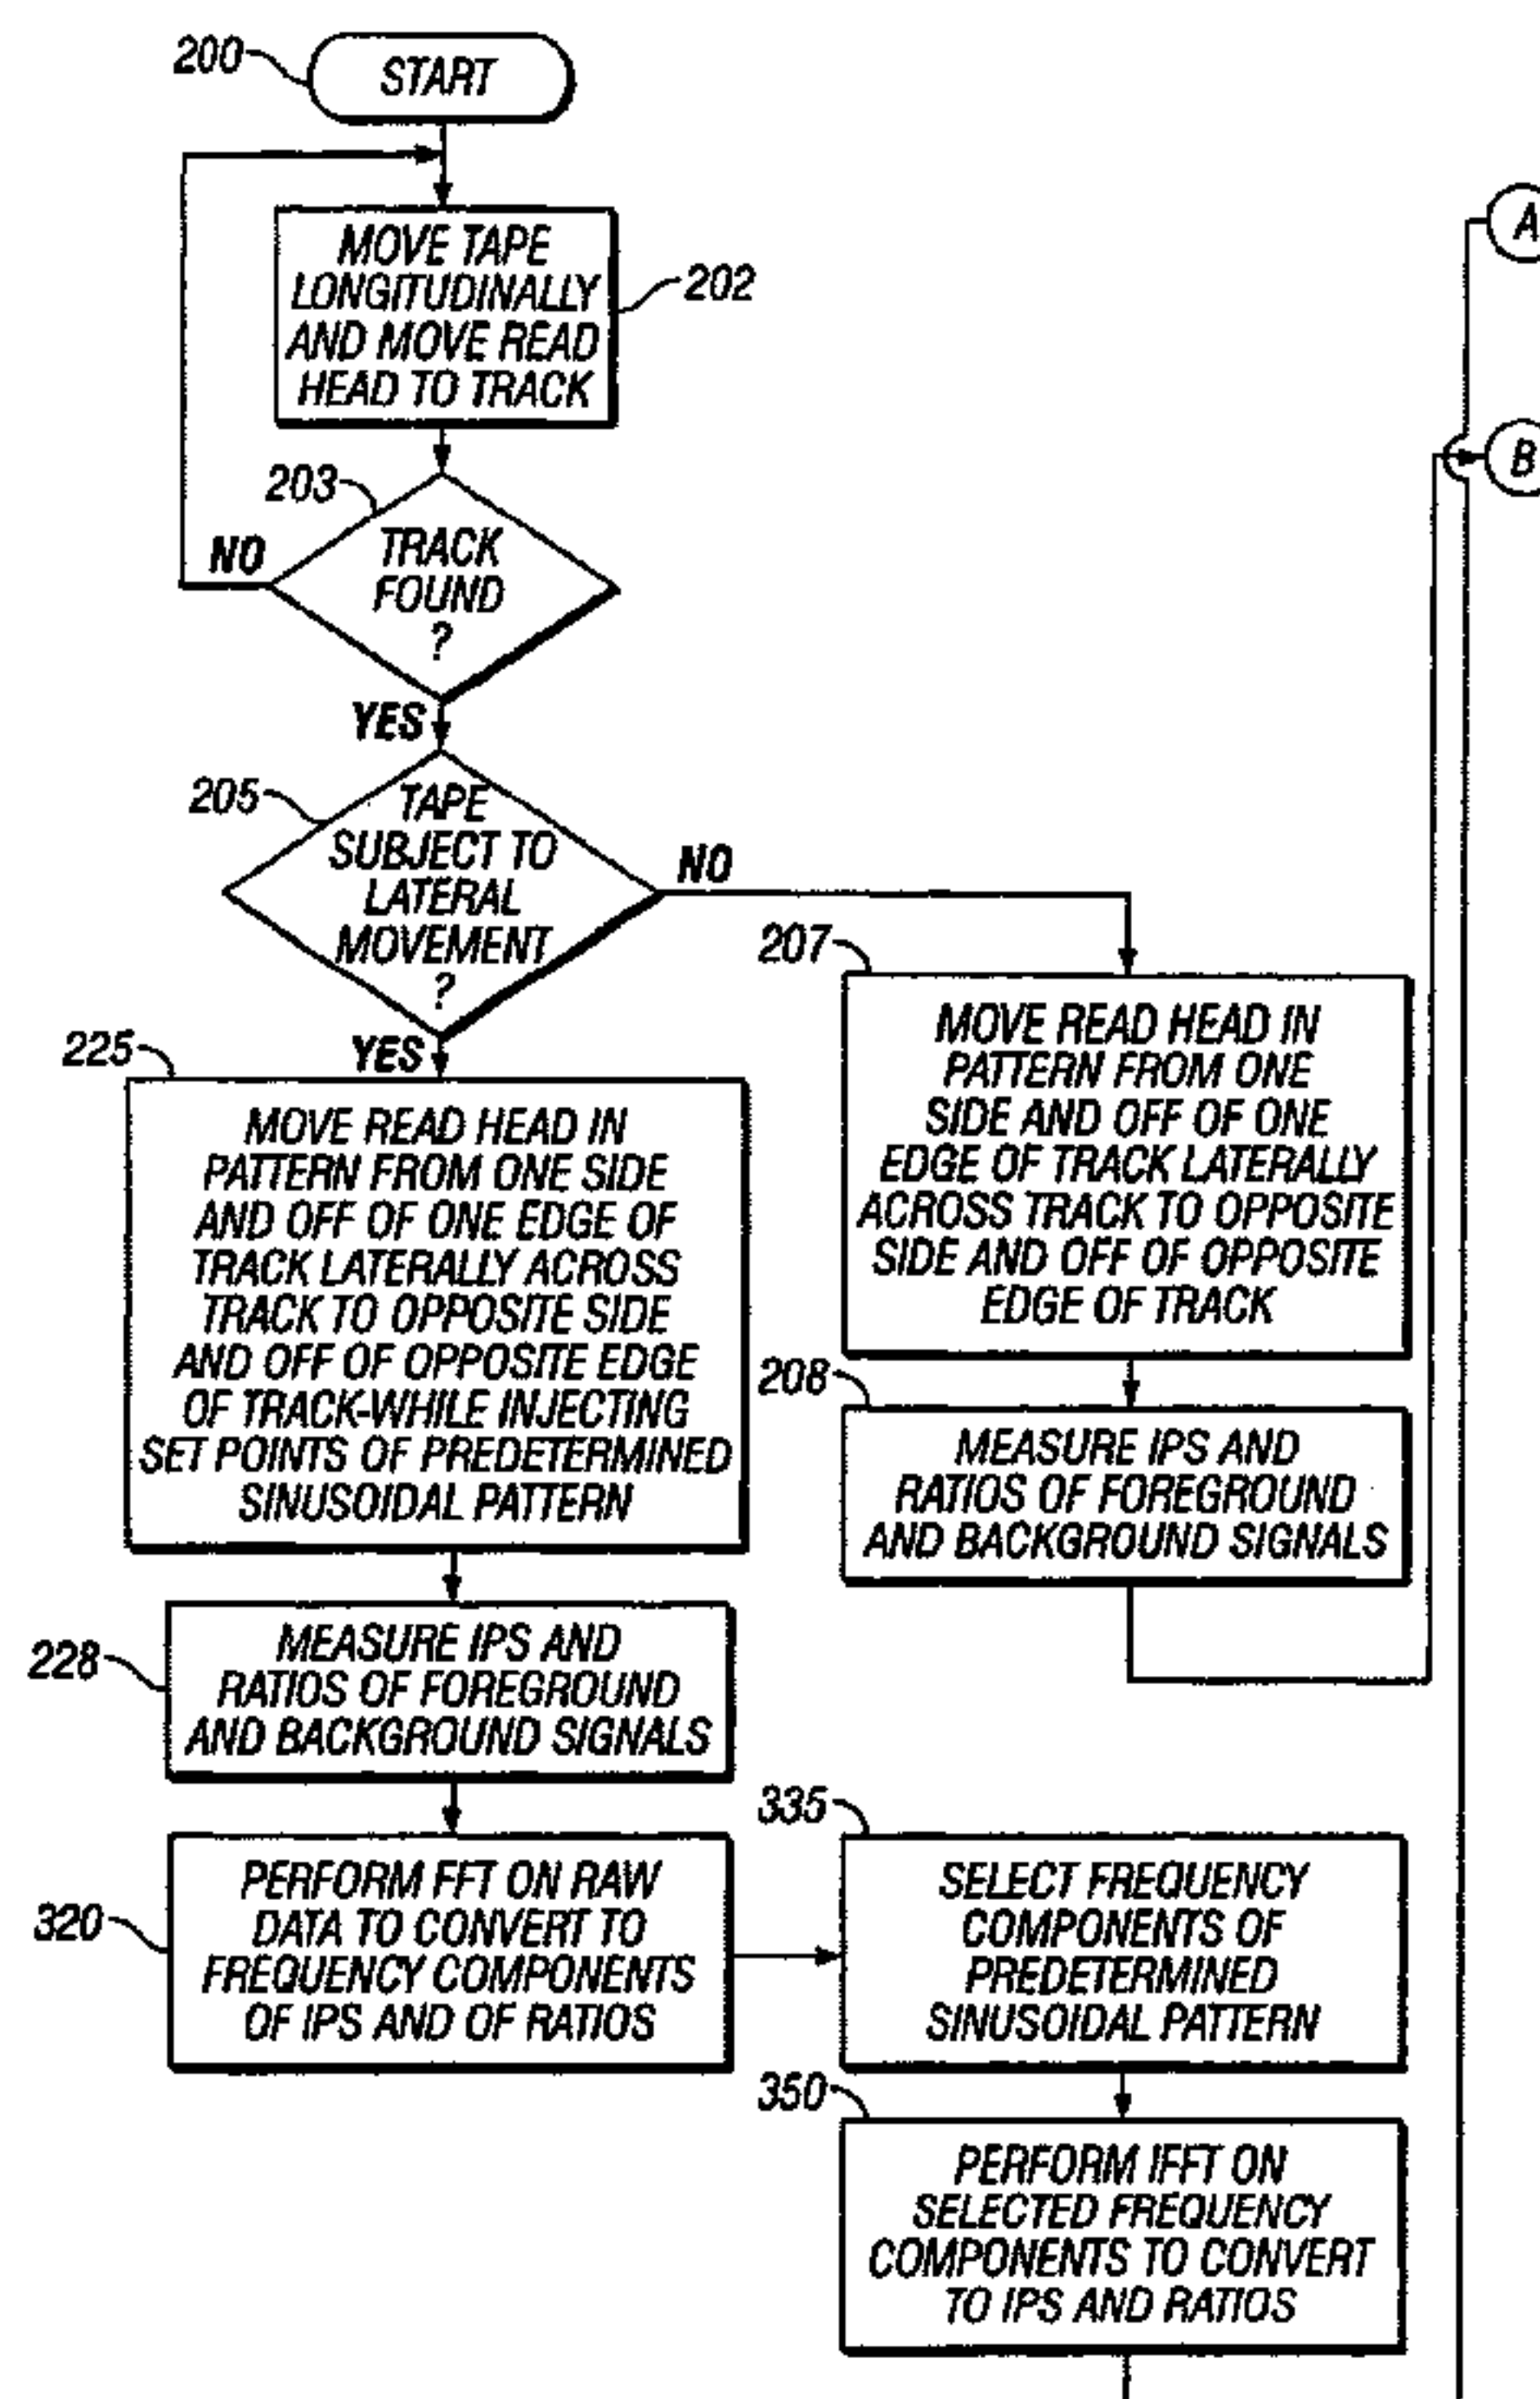 200
START
MOVE TAPE
LONGITUDINALLY
AND MOVE READ
HEAD TO TRACK
202
203
TRACK
FOUND
?
NO
YES
205
TAPE
SUBJECT TO
LATERAL
MOVEMENT
?
NO
YES
207
MOVE READ HEAD IN
PATTERN FROM ONE
SIDE AND OFF OF ONE
EDGE OF TRACK LATERALLY
ACROSS TRACK TO OPPOSITE
SIDE AND OFF OF OPPOSITE
EDGE OF TRACK
208
MEASURE IPS AND
RATIOS OF FOREGROUND
AND BACKGROUND SIGNALS
225
MOVE READ HEAD IN
PATTERN FROM ONE SIDE
AND OFF OF ONE EDGE OF
TRACK LATERALLY ACROSS
TRACK TO OPPOSITE SIDE
AND OFF OF OPPOSITE EDGE
OF TRACK-WHILE INJECTING
SET POINTS OF PREDETERMINED
SINUSOIDAL PATTERN
228
MEASURE IPS AND
RATIOS OF FOREGROUND
AND BACKGROUND SIGNALS
320
PERFORM FFT ON RAW
DATA TO CONVERT TO
FREQUENCY COMPONENTS
OF IPS AND OF RATIOS
335
SELECT FREQUENCY
COMPONENTS OF
PREDETERMINED
SINUSOIDAL PATTERN
350
PERFORM IFFT ON
SELECTED FREQUENCY
COMPONENTS TO CONVERT
TO IPS AND RATIOS
A
B